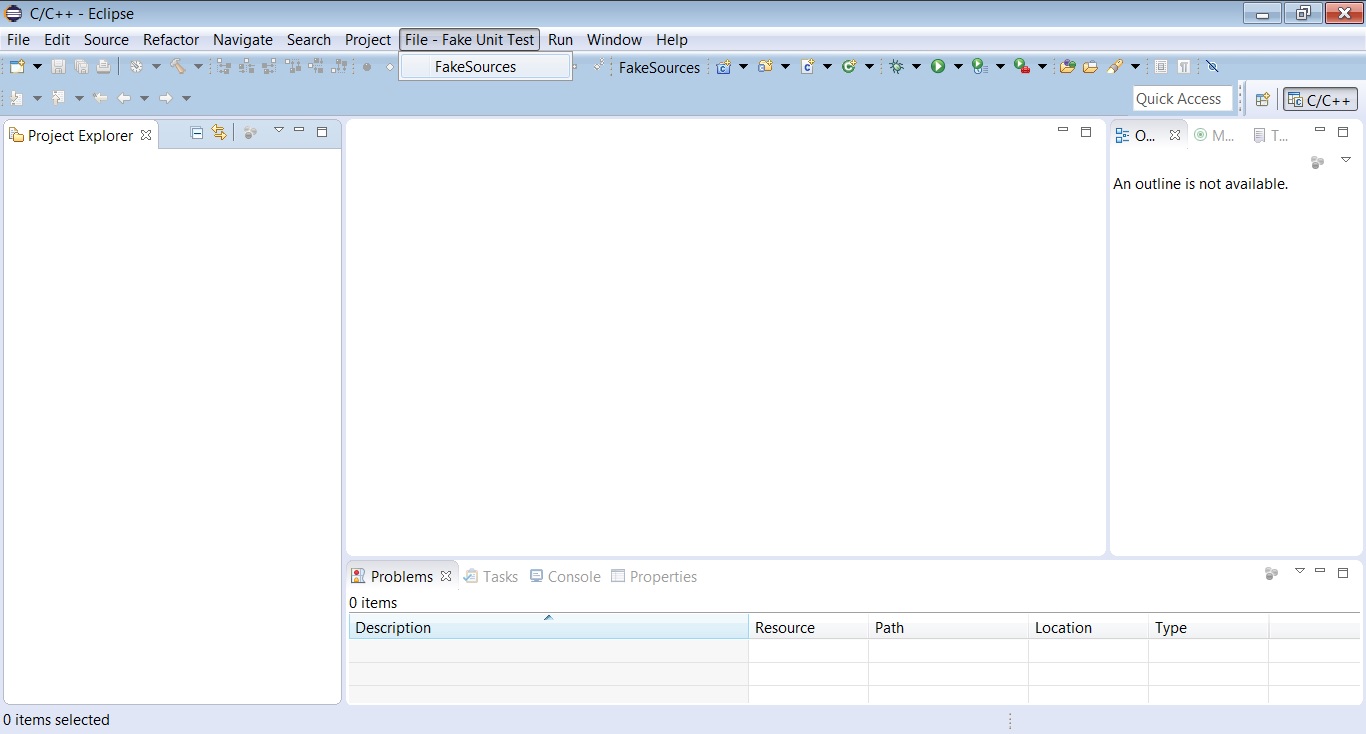 C/C++ - Eclipse
File Edit Source Refactor Navigate Search Project File - Fake Unit Test Run Window Help
FakeSources
FakeSources
Quick Access
C/C++
Project Explorer
O... M... T...
An outline is not available.
Problems Tasks Console Properties
0 items
Description Resource Path Location Type
0 items selected